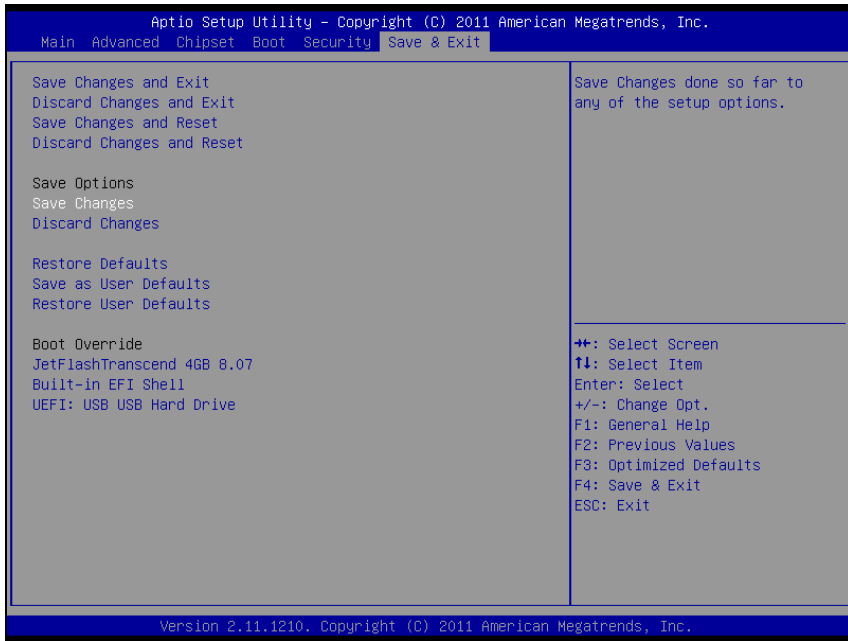 Aptio Setup Utility – Copyright (C) 2011 American Megatrends, Inc.
Main Advanced Chipset Boot Security Save & Exit
Save Changes and Exit
Discard Changes and Exit
Save Changes and Reset
Discard Changes and Reset
Save Options
Save Changes
Discard Changes
Restore Defaults
Save as User Defaults
Restore User Defaults
Boot Override
JetFlashTranscend 4GB 8.07
Built-in EFI Shell
UEFI: USB USB Hard Drive
Save Changes done so far to
any of the setup options.
→←: Select Screen
↑↓: Select Item
Enter: Select
+/-: Change Opt.
F1: General Help
F2: Previous Values
F3: Optimized Defaults
F4: Save & Exit
ESC: Exit
Version 2.11.1210. Copyright (C) 2011 American Megatrends, Inc.